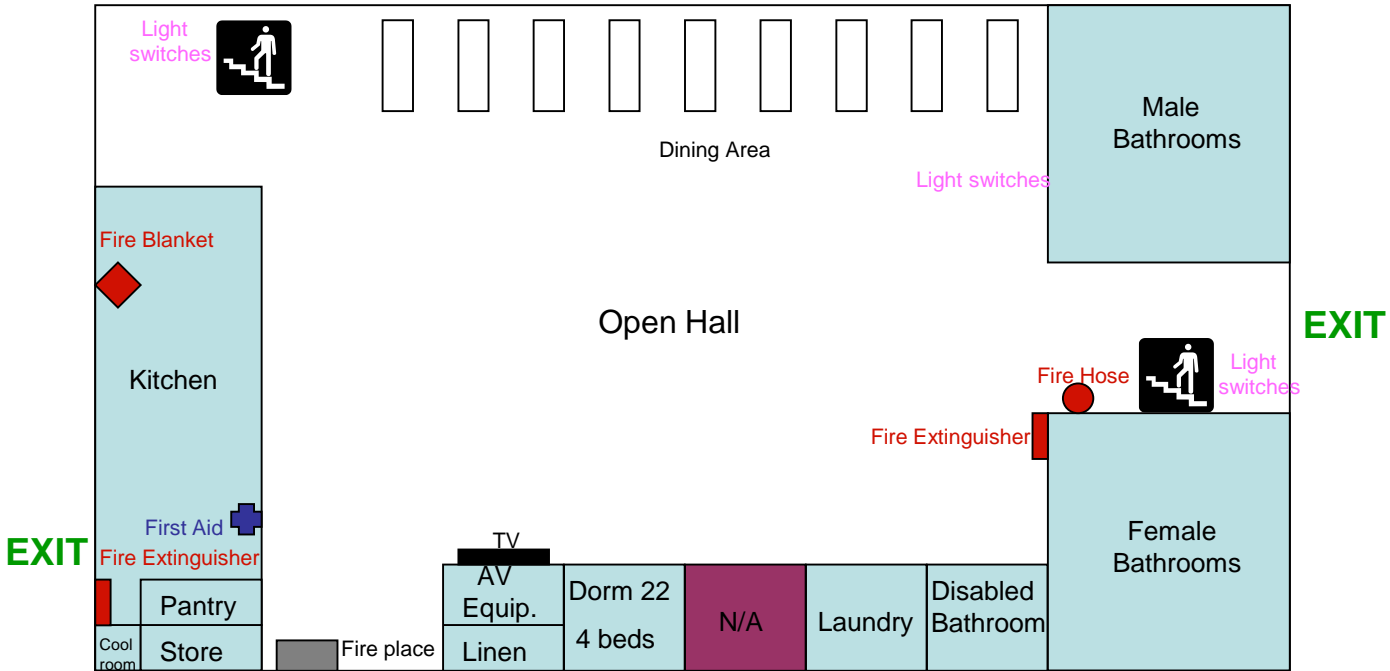 Light
switches
Dining Area
Male
Bathrooms
Light switches
Fire Blanket
Open Hall
EXIT
Kitchen
Fire Hose
Light
switches
Fire Extinguisher
First Aid
EXIT
Fire Extinguisher
Female
Bathrooms
TV
AV
Equip.
Dorm 22
4 beds
N/A
Laundry
Disabled
Bathroom
Pantry
Cool
room
Store
Fire place
Linen